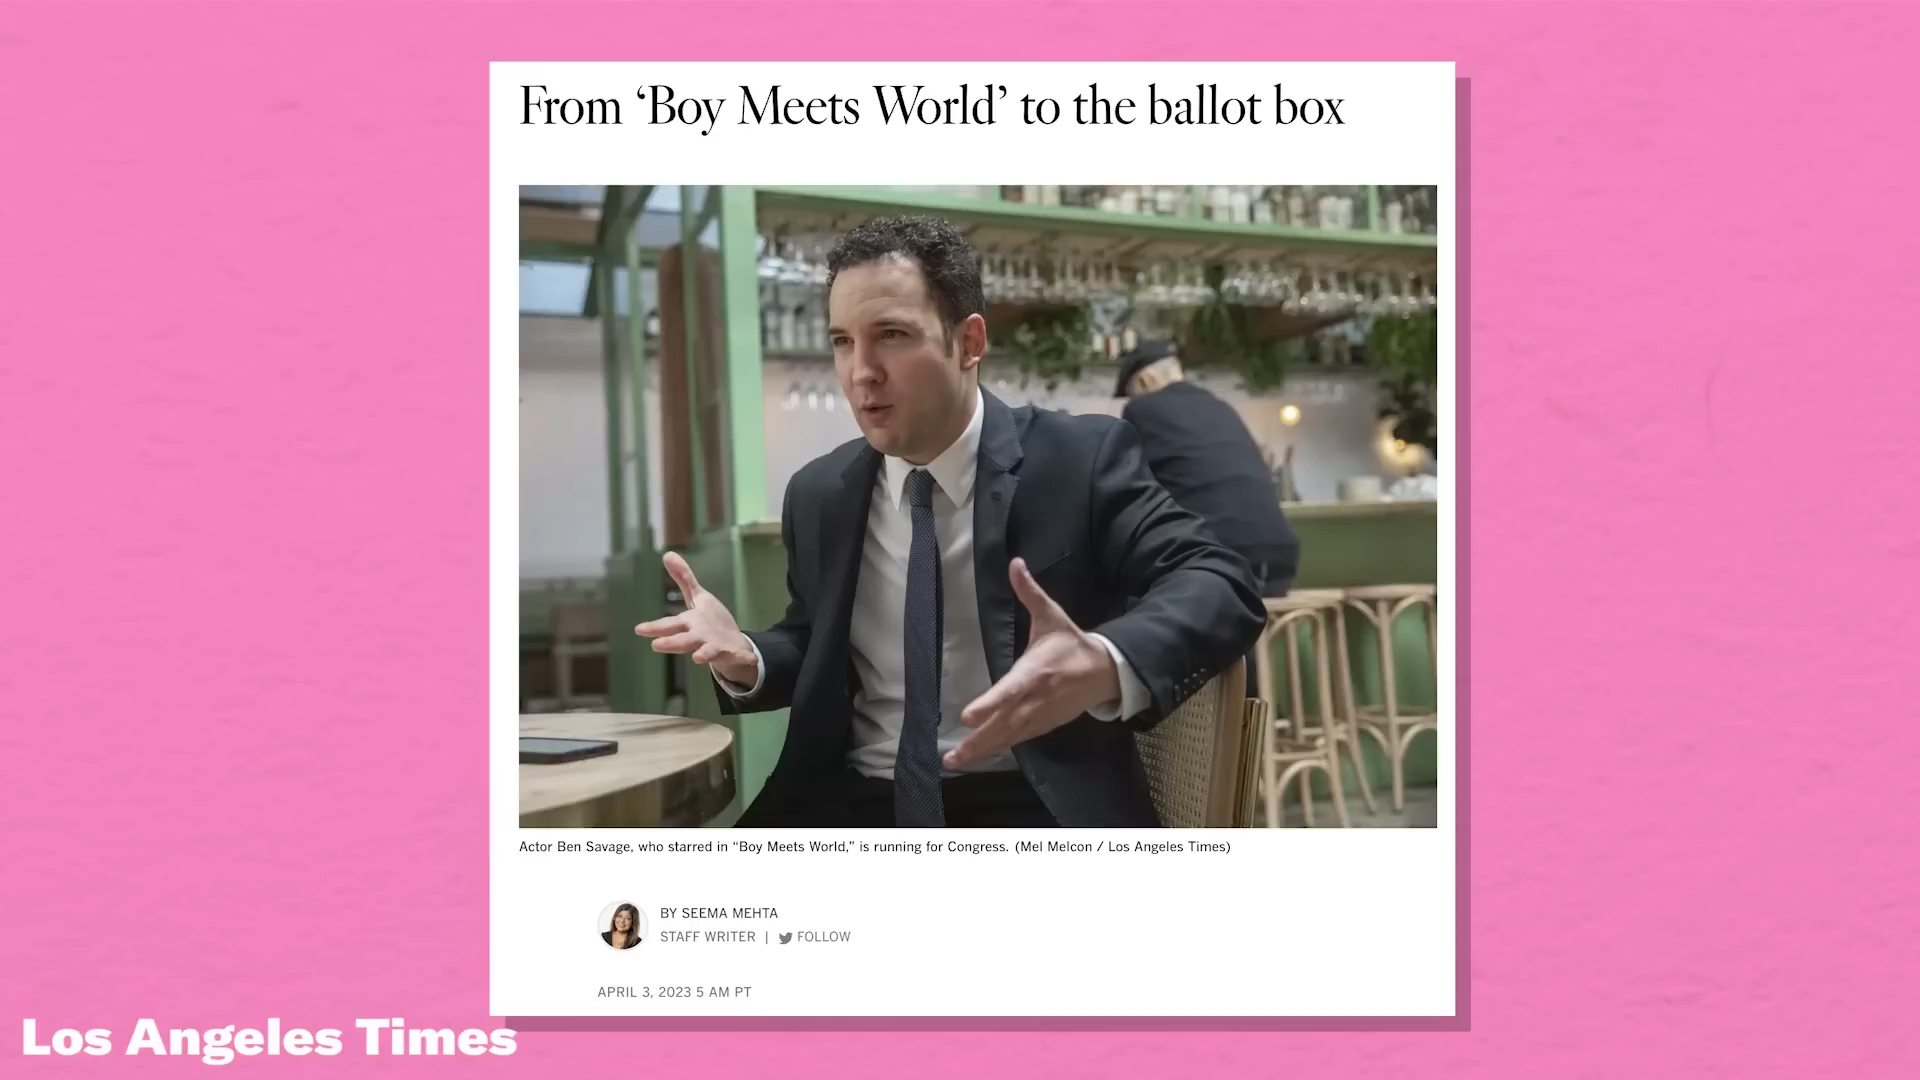 From ‘Boy Meets World’ to the ballot box
Actor Ben Savage, who starred in “Boy Meets World,” is running for Congress. (Mel Melcon / Los Angeles Times)
BY SEEMA MEHTA
STAFF WRITER | FOLLOW
APRIL 3, 2023 5 AM PT
Los Angeles Times